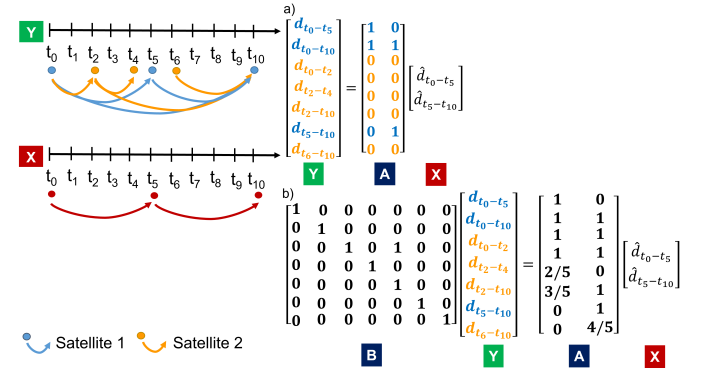 Y
t₀ t₁ t₂ t₃ t₄ t₅ t₆ t₇ t₈ t₉ t₁₀
X
t₀ t₁ t₂ t₃ t₄ t₅ t₆ t₇ t₈ t₉ t₁₀
Satellite 1 Satellite 2
a)
d_{t₀−t₅}
d_{t₀−t₁₀}
d_{t₀−t₂}
d_{t₂−t₄}
d_{t₂−t₁₀}
d_{t₅−t₁₀}
d_{t₆−t₁₀}
=
1 0
1 1
0 0
0 0
0 0
0 0
0 1
0 0
d̂_{t₀−t₅}
d̂_{t₅−t₁₀}
Y A X
b)
1 0 0 0 0 0 0
0 1 0 0 0 0 0
0 0 1 0 1 0 0
0 0 0 1 0 0 0
0 0 0 0 1 0 0
0 0 0 0 0 1 0
0 0 0 0 0 0 1
d_{t₀−t₅}
d_{t₀−t₁₀}
d_{t₀−t₂}
d_{t₂−t₄}
d_{t₂−t₁₀}
d_{t₅−t₁₀}
d_{t₆−t₁₀}
=
1 0
1 1
1 1
1 1
2/5 0
3/5 1
0 1
0 4/5
d̂_{t₀−t₅}
d̂_{t₅−t₁₀}
B Y A X